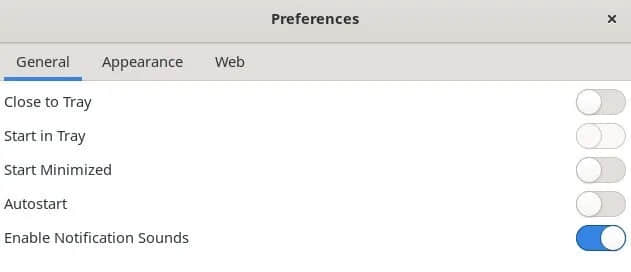 Preferences
General Appearance Web
Close to Tray
Start in Tray
Start Minimized
Autostart
Enable Notification Sounds